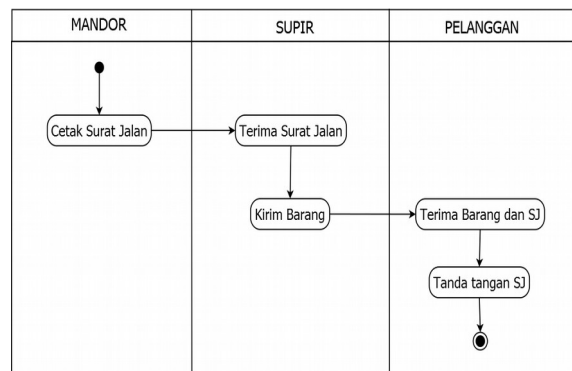 MANDOR
SUPIR
PELANGGAN
Cetak Surat Jalan
Terima Surat Jalan
Kirim Barang
Terima Barang dan SJ
Tanda tangan SJ